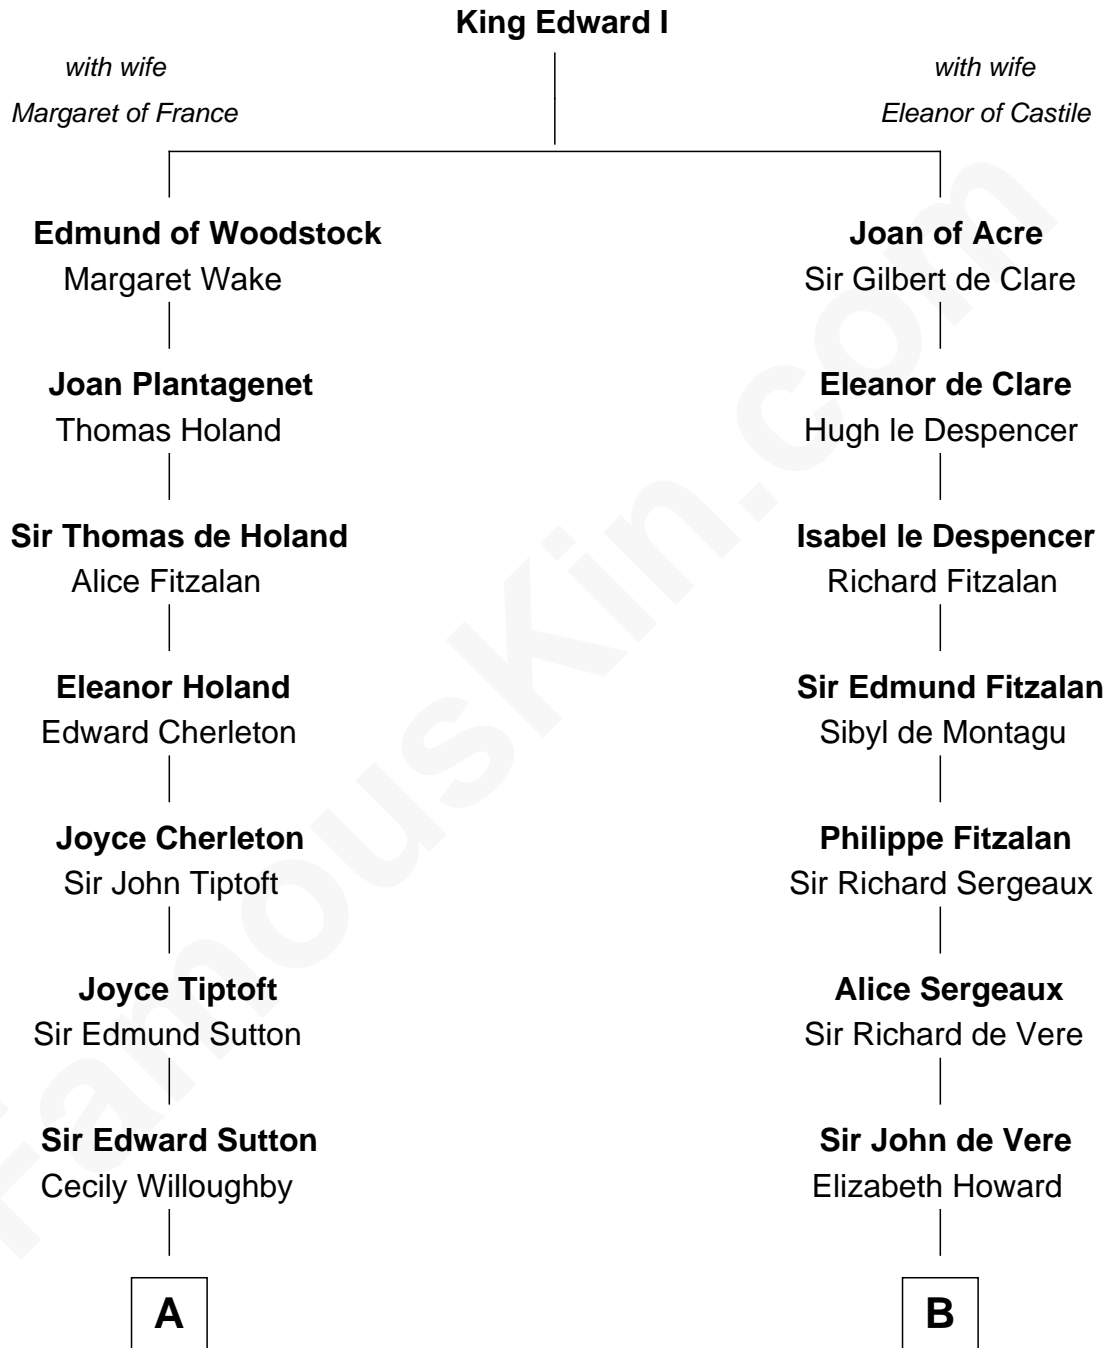 King Edward I
with wife
Margaret of France
with wife
Eleanor of Castile
Edmund of Woodstock
Margaret Wake
Joan of Acre
Sir Gilbert de Clare
Joan Plantagenet
Thomas Holand
Eleanor de Clare
Hugh le Despencer
Sir Thomas de Holand
Alice Fitzalan
Isabel le Despencer
Richard Fitzalan
Eleanor Holand
Edward Cherleton
Sir Edmund Fitzalan
Sibyl de Montagu
Joyce Cherleton
Sir John Tiptoft
Philippe Fitzalan
Sir Richard Sergeaux
Joyce Tiptoft
Sir Edmund Sutton
Alice Sergeaux
Sir Richard de Vere
Sir Edward Sutton
Cecily Willoughby
Sir John de Vere
Elizabeth Howard
A
B
FamousKin.com